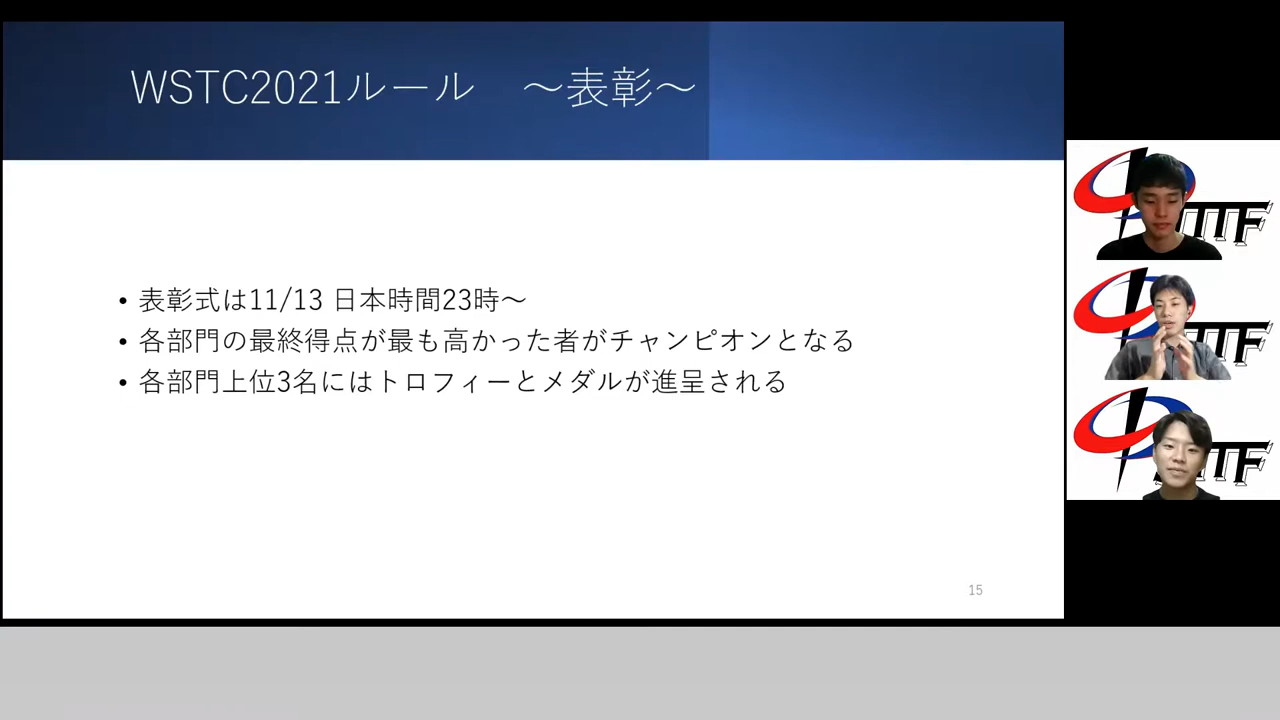 WSTC2021ルール　～表彰～
• 表彰式は11/13 日本時間23時～
• 各部門の最終得点が最も高かった者がチャンピオンとなる
• 各部門上位3名にはトロフィーとメダルが進呈される
15